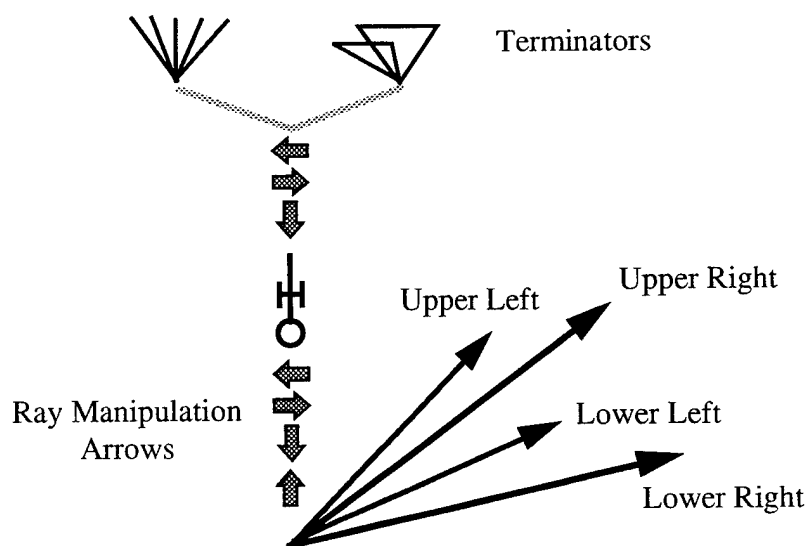 Terminators
Upper Right
Upper Left
Ray Manipulation
Arrows
Lower Left
Lower Right